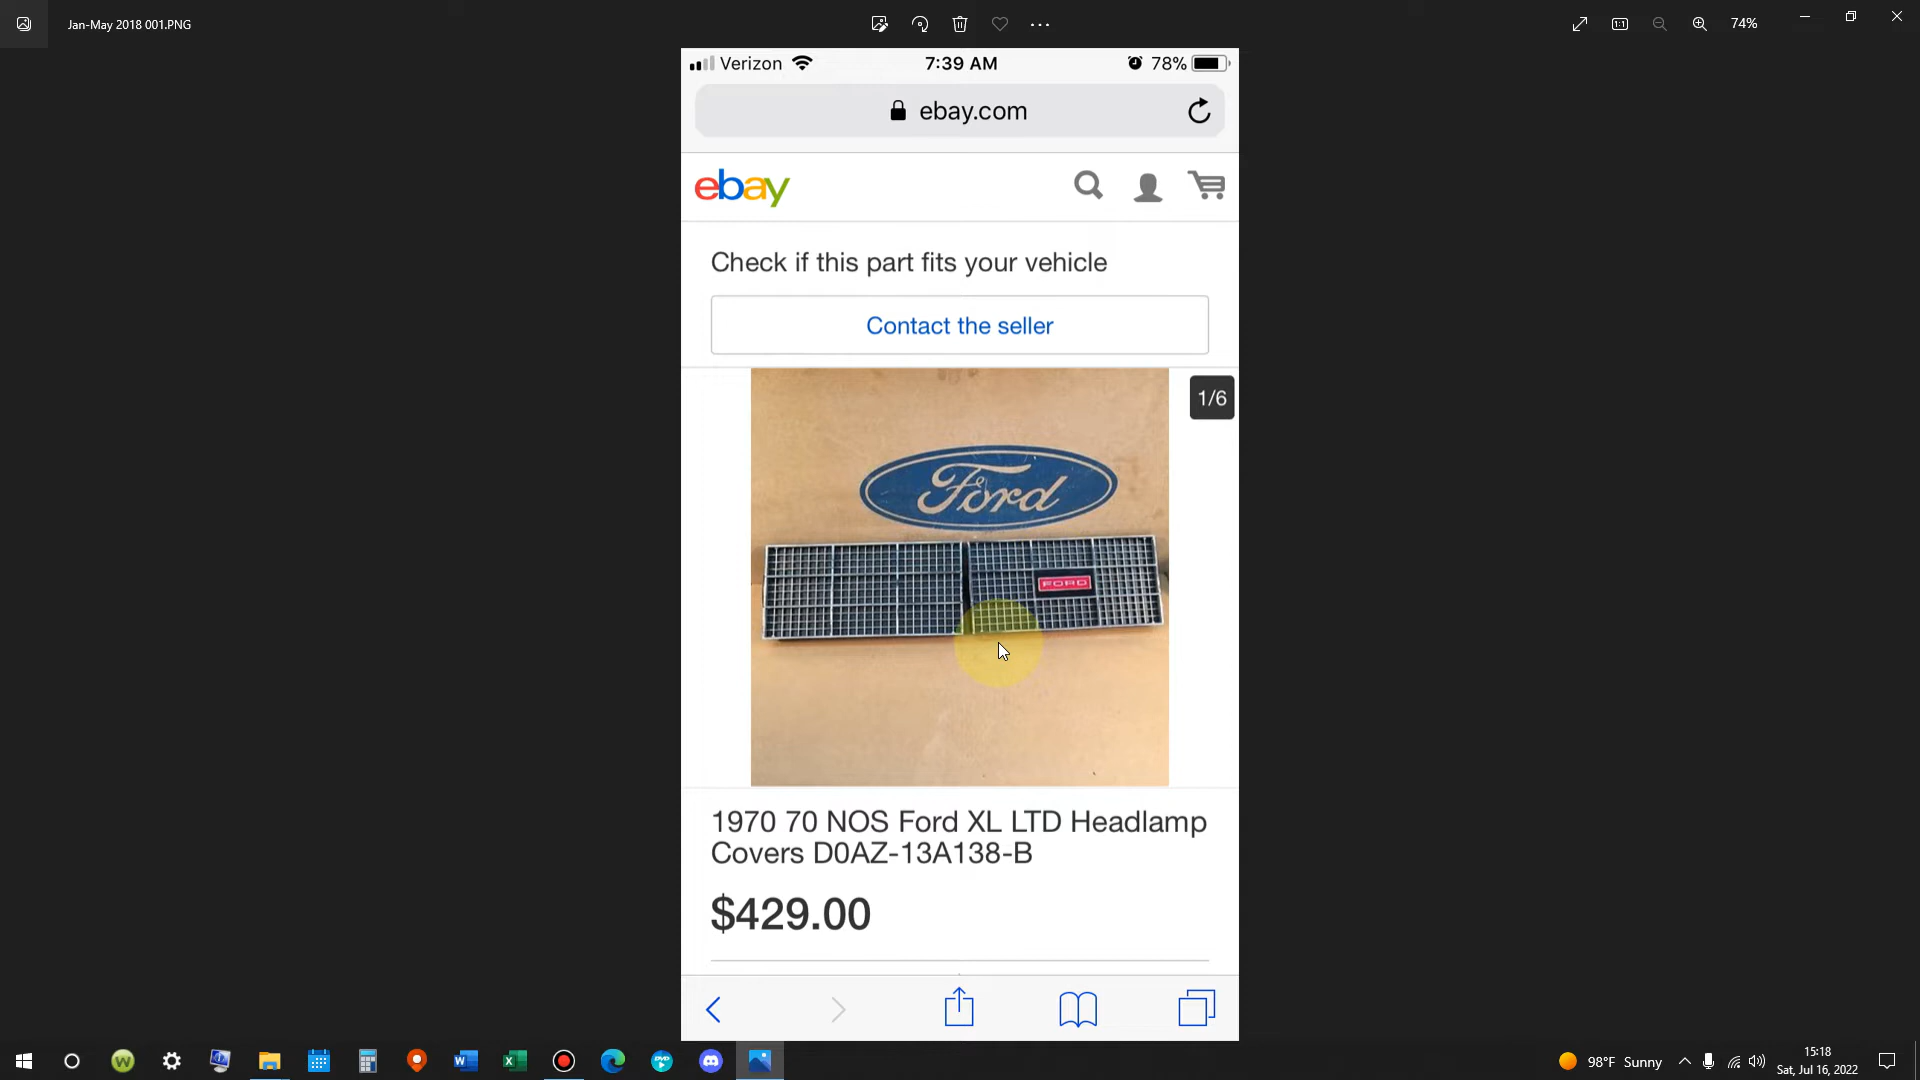 Jan-May 2018 001.PNG
1:1
74%
Verizon
7:39 AM
78%
ebay.com
ebay
Check if this part fits your vehicle
Contact the seller
1/6
Ford
FORD
1970 70 NOS Ford XL LTD Headlamp
Covers D0AZ-13A138-B
$429.00
98°F Sunny
15:18
Sat, Jul 16, 2022